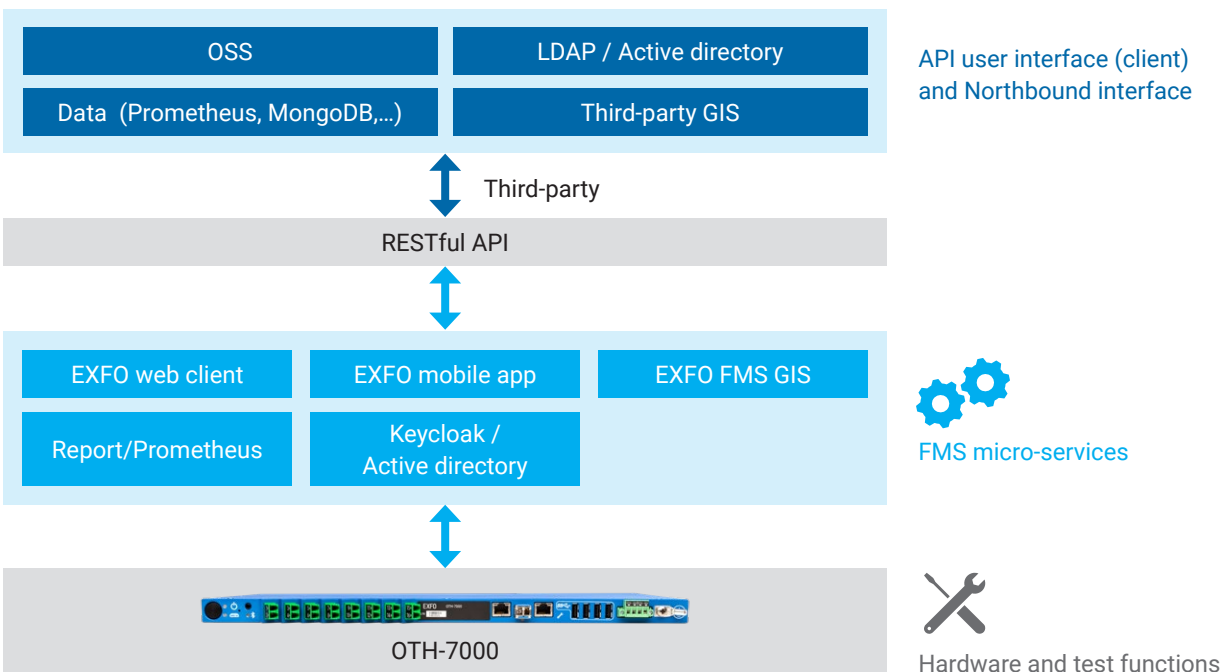 OSS
LDAP / Active directory
API user interface (client)
and Northbound interface
Data (Prometheus, MongoDB,…)
Third-party GIS
Third-party
RESTful API
EXFO web client
EXFO mobile app
EXFO FMS GIS
Report/Prometheus
Keycloak /
Active directory
FMS micro-services
EXFO
OTH-7000
Hardware and test functions